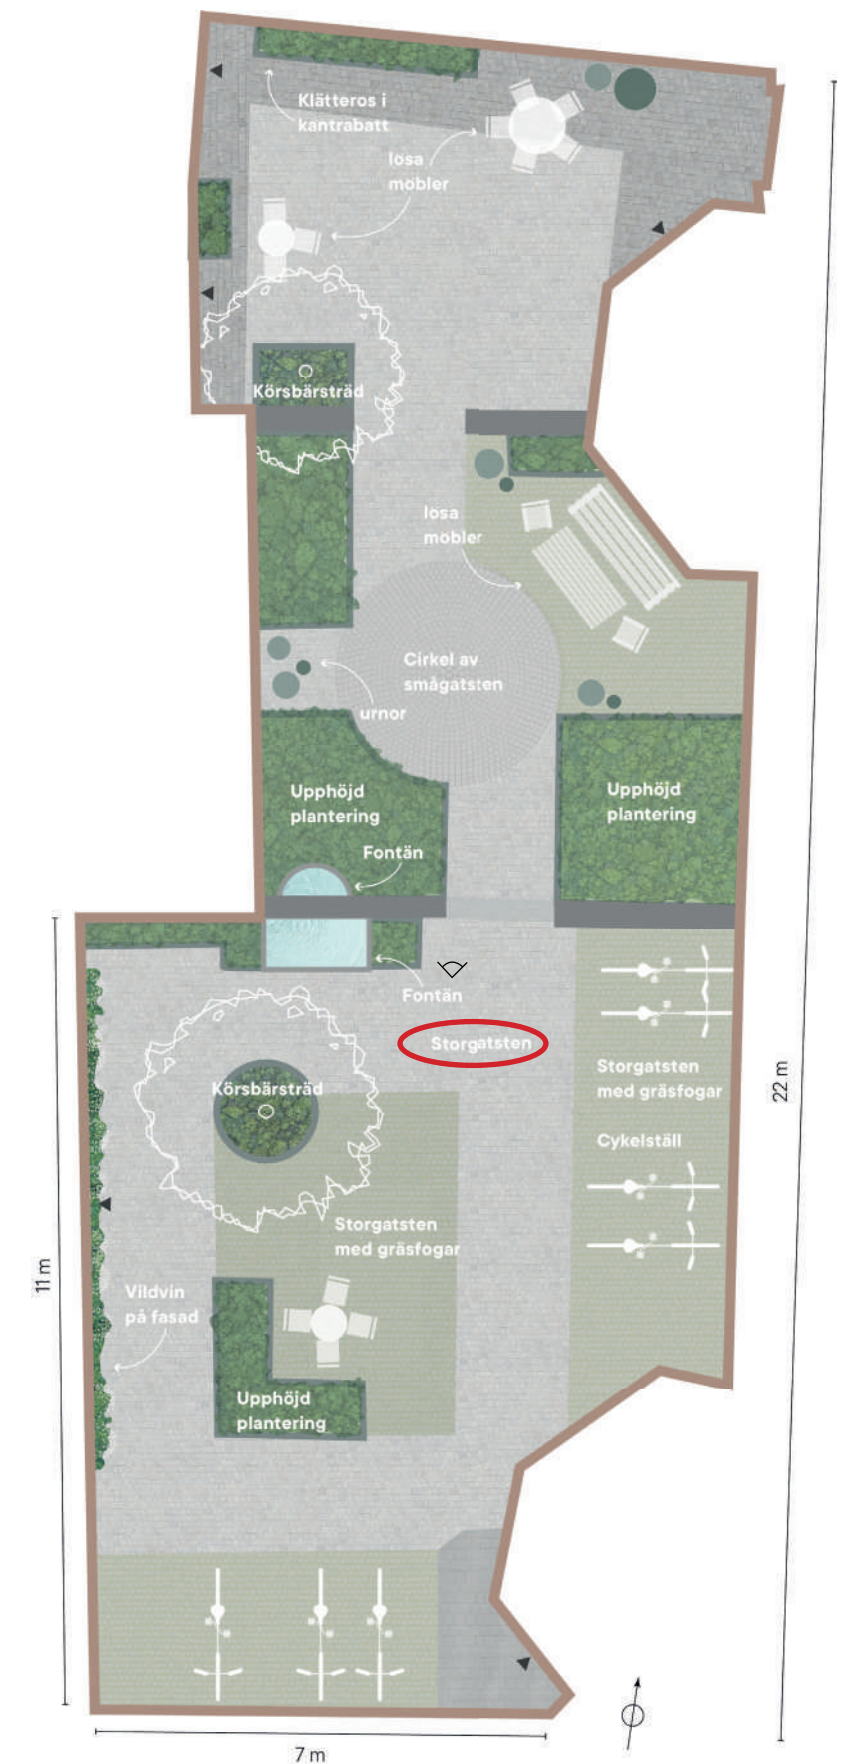 Klätteros i
kantrabatt
lösa
möbler
Körsbärsträd
lösa
möbler
Cirkel av
smågatsten
urnor
Upphöjd
plantering
Upphöjd
plantering
Fontän
Fontän
Storgatsten
Storgatsten
med gräsfogar
Cykelställ
Körsbärsträd
22 m
Storgatsten
med gräsfogar
11 m
Vildvin
på fasad
Upphöjd
plantering
7 m